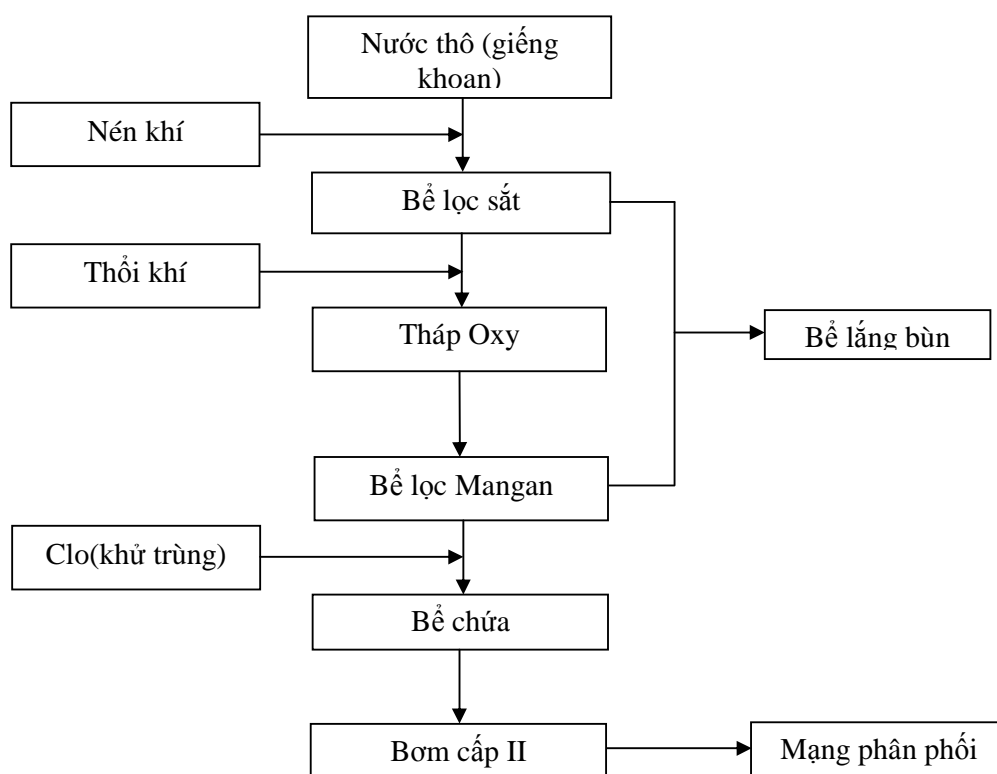 Nước thô (giếng
khoan)
Nén khí
Bể lọc sắt
Thổi khí
Tháp Oxy
Bể lắng bùn
Bể lọc Mangan
Clo(khử trùng)
Bể chứa
Bơm cấp II
Mạng phân phối